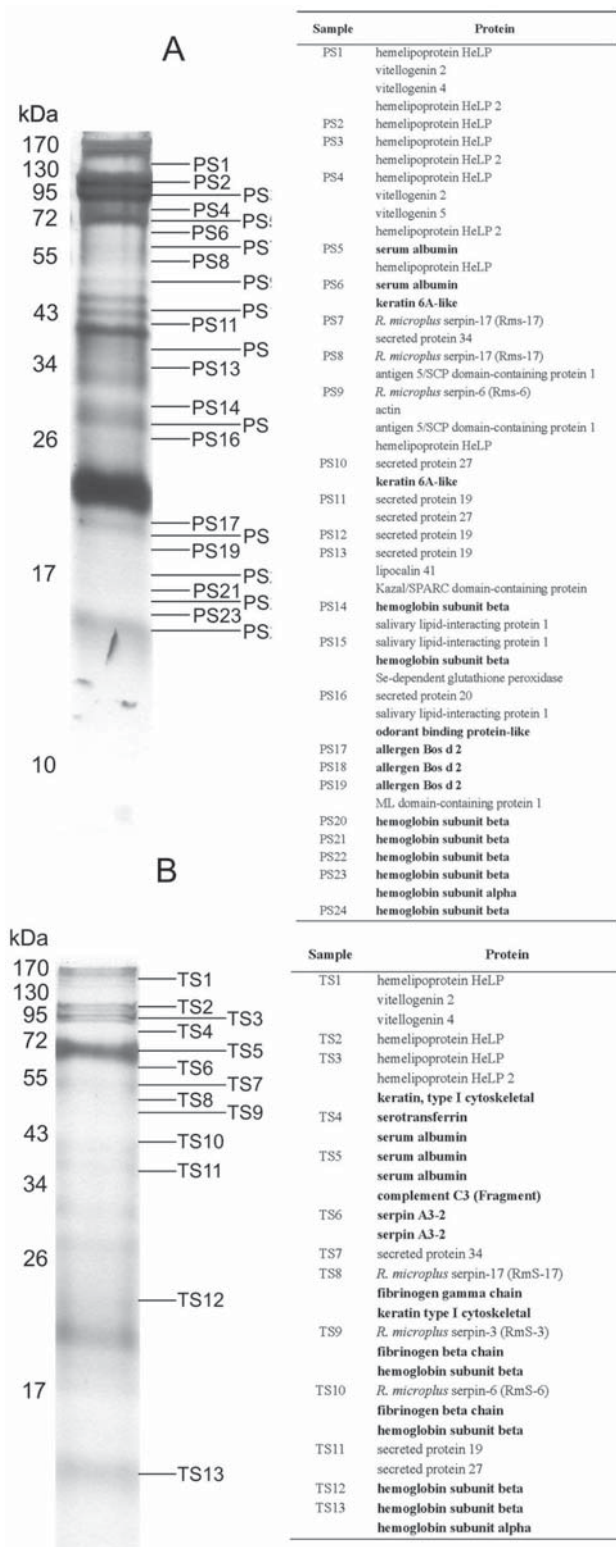 A
kDa
170
130
95
72
55
43
34
26
17
10
PS1
PS2
PS
PS4
PS
PS6
PS
PS8
PS
PS
PS11
PS
PS13
PS14
PS
PS16
PS17
PS
PS19
PS
PS21
PS
PS23
PS
Sample Protein
PS1 hemelipoprotein HeLP
vitellogenin 2
vitellogenin 4
hemelipoprotein HeLP 2
PS2 hemelipoprotein HeLP
PS3 hemelipoprotein HeLP
hemelipoprotein HeLP 2
PS4 hemelipoprotein HeLP
vitellogenin 2
vitellogenin 5
hemelipoprotein HeLP 2
PS5 serum albumin
hemelipoprotein HeLP
PS6 serum albumin
keratin 6A-like
PS7 R. microplus serpin-17 (Rms-17)
secreted protein 34
PS8 R. microplus serpin-17 (Rms-17)
antigen 5/SCP domain-containing protein 1
PS9 R. microplus serpin-6 (Rms-6)
actin
antigen 5/SCP domain-containing protein 1
hemelipoprotein HeLP
PS10 secreted protein 27
keratin 6A-like
PS11 secreted protein 19
secreted protein 27
PS12 secreted protein 19
PS13 secreted protein 19
lipocalin 41
Kazal/SPARC domain-containing protein
PS14 hemoglobin subunit beta
salivary lipid-interacting protein 1
PS15 salivary lipid-interacting protein 1
hemoglobin subunit beta
Se-dependent glutathione peroxidase
PS16 secreted protein 20
salivary lipid-interacting protein 1
odorant binding protein-like
PS17 allergen Bos d 2
PS18 allergen Bos d 2
PS19 allergen Bos d 2
ML domain-containing protein 1
PS20 hemoglobin subunit beta
PS21 hemoglobin subunit beta
PS22 hemoglobin subunit beta
PS23 hemoglobin subunit beta
hemoglobin subunit alpha
PS24 hemoglobin subunit beta
B
kDa
170
130
95
72
55
43
34
26
17
TS1
TS2
TS3
TS4
TS5
TS6
TS7
TS8
TS9
TS10
TS11
TS12
TS13
Sample Protein
TS1 hemelipoprotein HeLP
vitellogenin 2
vitellogenin 4
TS2 hemelipoprotein HeLP
TS3 hemelipoprotein HeLP
hemelipoprotein HeLP 2
keratin, type I cytoskeletal
TS4 serotransferrin
serum albumin
TS5 serum albumin
serum albumin
complement C3 (Fragment)
TS6 serpin A3-2
serpin A3-2
TS7 secreted protein 34
TS8 R. microplus serpin-17 (RmS-17)
fibrinogen gamma chain
keratin type I cytoskeletal
TS9 R. microplus serpin-3 (RmS-3)
fibrinogen beta chain
hemoglobin subunit beta
TS10 R. microplus serpin-6 (RmS-6)
fibrinogen beta chain
hemoglobin subunit beta
TS11 secreted protein 19
secreted protein 27
TS12 hemoglobin subunit beta
TS13 hemoglobin subunit beta
hemoglobin subunit alpha